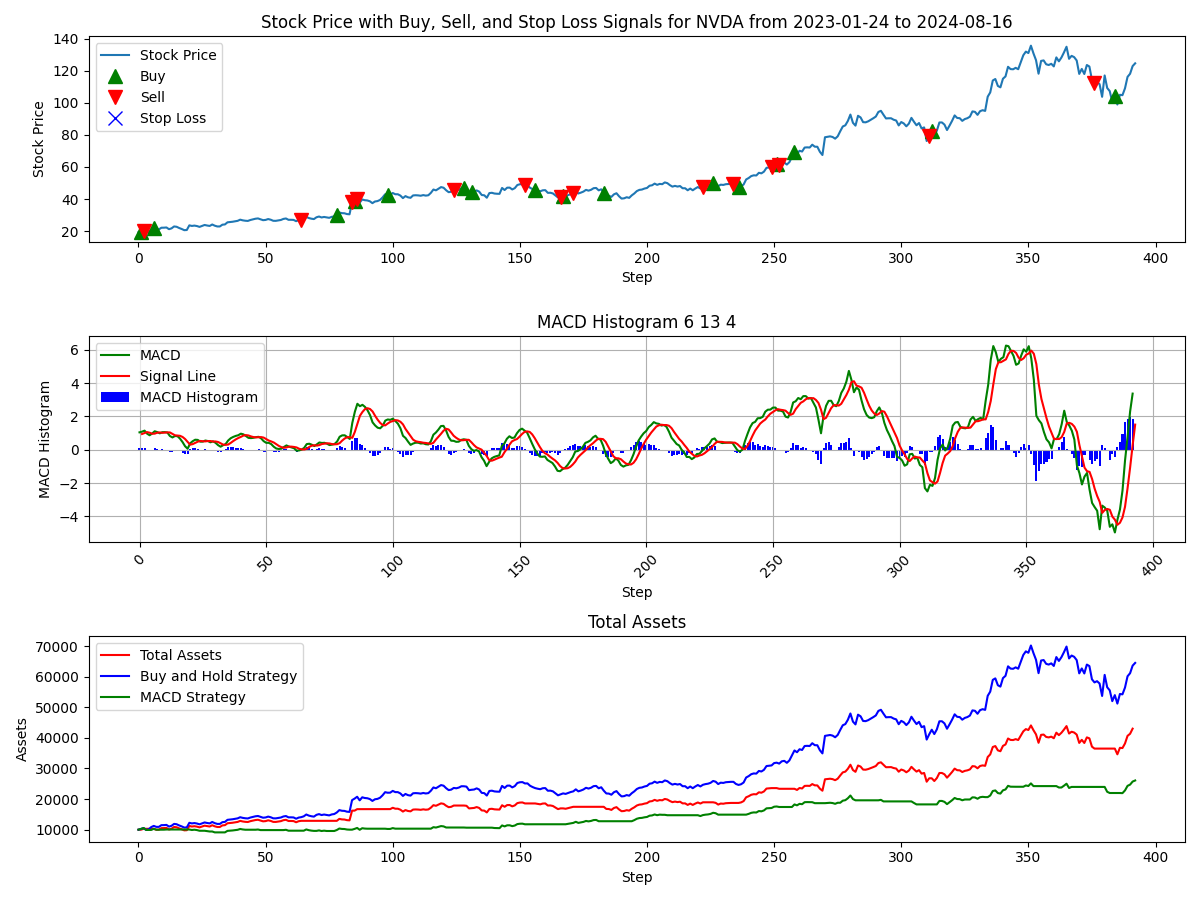 Stock Price with Buy, Sell, and Stop Loss Signals for NVDA from 2023-01-24 to 2024-08-16
Stock Price
Buy
Sell
Stop Loss
Stock Price
140
120
100
80
60
40
20
0 50 100 150 200 250 300 350 400
Step
MACD Histogram 6 13 4
MACD
Signal Line
MACD Histogram
MACD Histogram
6
4
2
0
−2
−4
0 50 100 150 200 250 300 350 400
Step
Total Assets
Total Assets
Buy and Hold Strategy
MACD Strategy
Assets
70000
60000
50000
40000
30000
20000
10000
0 50 100 150 200 250 300 350 400
Step